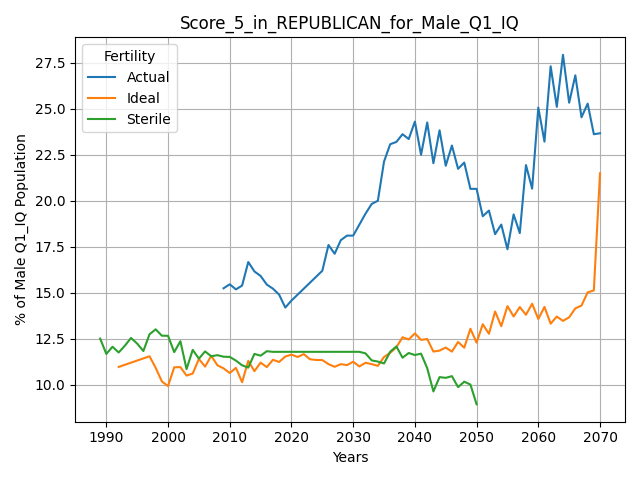 Score_5_in_REPUBLICAN_for_Male_Q1_IQ
Fertility
Actual
Ideal
Sterile
% of Male Q1_IQ Population
27.5
25.0
22.5
20.0
17.5
15.0
12.5
10.0
1990 2000 2010 2020 2030 2040 2050 2060 2070
Years